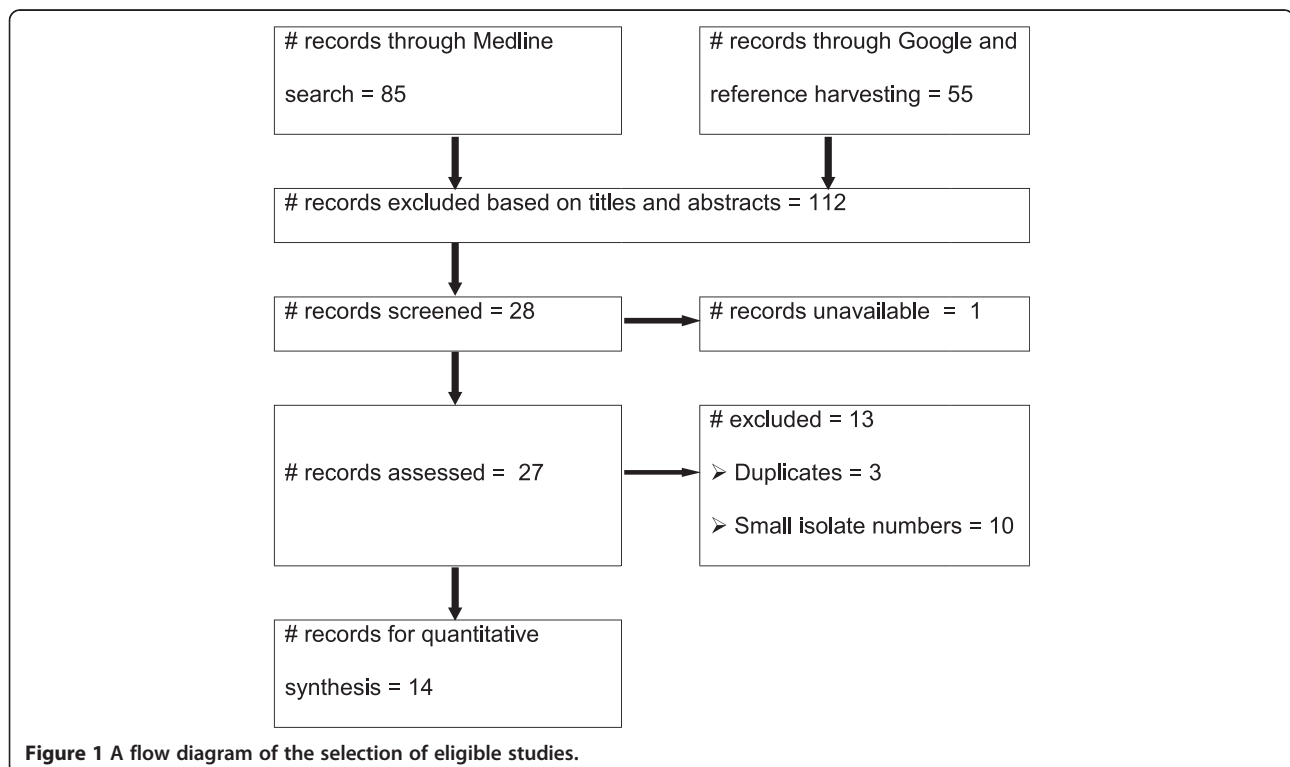 # records through Medline
search = 85
# records through Google and
reference harvesting = 55
# records excluded based on titles and abstracts = 112
# records screened = 28
# records unavailable = 1
# records assessed = 27
# excluded = 13
➢ Duplicates = 3
➢ Small isolate numbers = 10
# records for quantitative
synthesis = 14
Figure 1 A flow diagram of the selection of eligible studies.